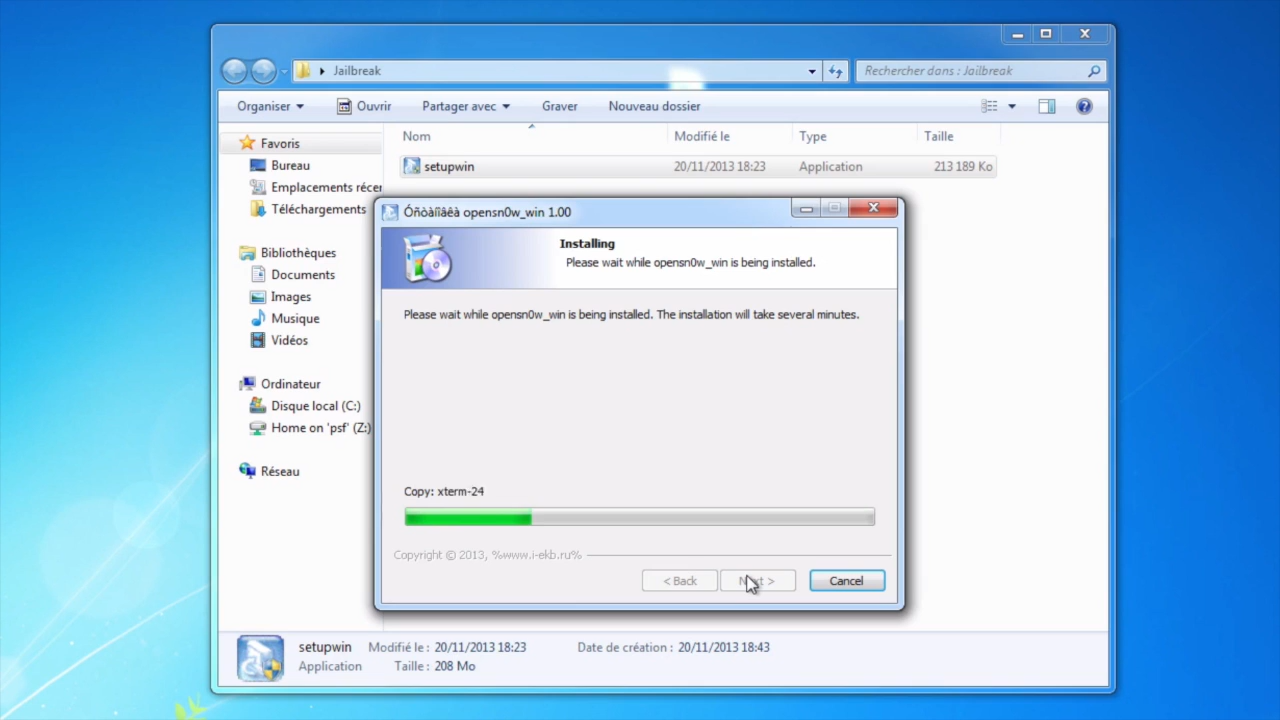 Jailbreak
Rechercher dans : Jailbreak
Organiser Ouvrir Partager avec Graver Nouveau dossier
Nom Modifié le Type Taille
setupwin 20/11/2013 18:23 Application 213 189 Ko
Favoris
Bureau
Emplacements récer
Téléchargements
Bibliothèques
Documents
Images
Musique
Vidéos
Ordinateur
Disque local (C:)
Home on 'psf' (Z:)
Réseau
Óñòàíîâêà opensn0w_win 1.00
Installing
Please wait while opensn0w_win is being installed.
Please wait while opensn0w_win is being installed. The installation will take several minutes.
Copy: xterm-24
Copyright © 2013, %www.i-ekb.ru%
< Back
>
Cancel
setupwin Modifié le : 20/11/2013 18:23 Date de création : 20/11/2013 18:43
Application Taille : 208 Mo